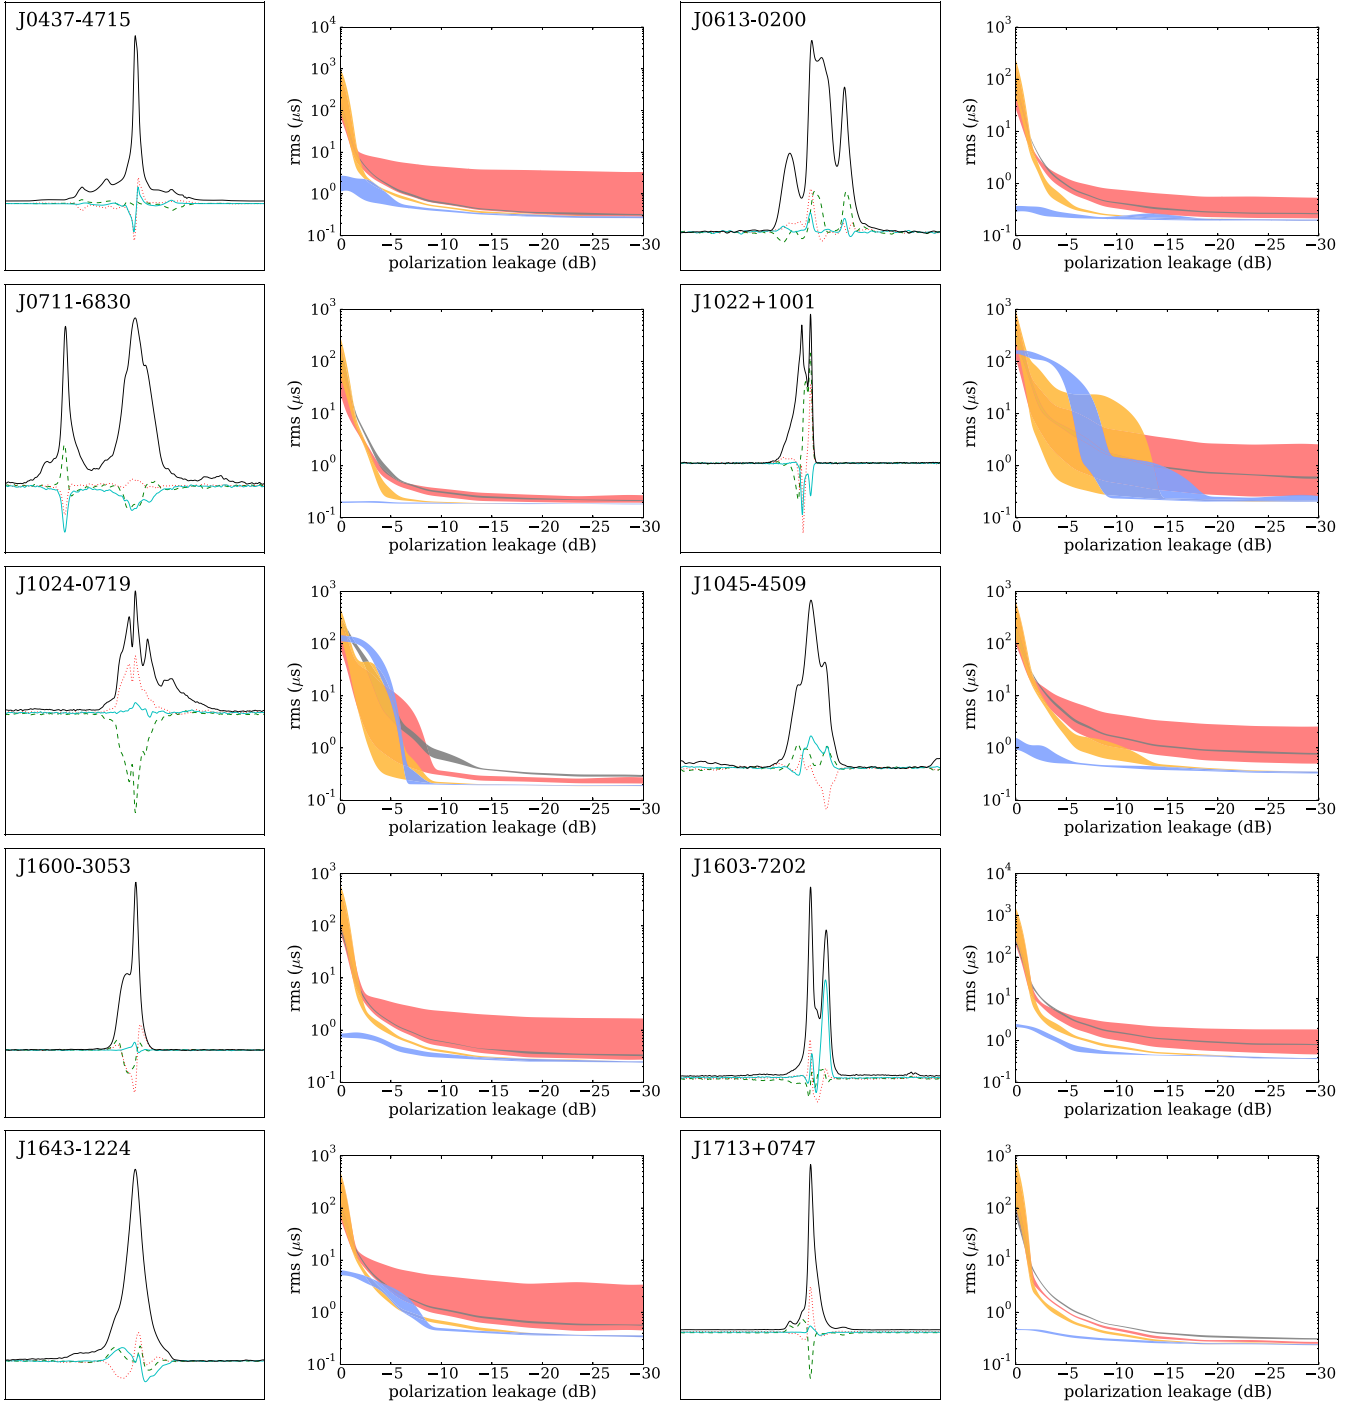 J0437-4715
10^4
10^3
10^2
10^1
10^0
10^-1
rms (μs)
0 −5 −10 −15 −20 −25 −30
polarization leakage (dB)
J0613-0200
10^3
10^2
10^1
10^0
10^-1
rms (μs)
0 −5 −10 −15 −20 −25 −30
polarization leakage (dB)
J0711-6830
10^3
10^2
10^1
10^0
10^-1
rms (μs)
0 −5 −10 −15 −20 −25 −30
polarization leakage (dB)
J1022+1001
10^3
10^2
10^1
10^0
10^-1
rms (μs)
0 −5 −10 −15 −20 −25 −30
polarization leakage (dB)
J1024-0719
10^3
10^2
10^1
10^0
10^-1
rms (μs)
0 −5 −10 −15 −20 −25 −30
polarization leakage (dB)
J1045-4509
10^3
10^2
10^1
10^0
10^-1
rms (μs)
0 −5 −10 −15 −20 −25 −30
polarization leakage (dB)
J1600-3053
10^3
10^2
10^1
10^0
10^-1
rms (μs)
0 −5 −10 −15 −20 −25 −30
polarization leakage (dB)
J1603-7202
10^4
10^3
10^2
10^1
10^0
10^-1
rms (μs)
0 −5 −10 −15 −20 −25 −30
polarization leakage (dB)
J1643-1224
10^3
10^2
10^1
10^0
10^-1
rms (μs)
0 −5 −10 −15 −20 −25 −30
polarization leakage (dB)
J1713+0747
10^3
10^2
10^1
10^0
10^-1
rms (μs)
0 −5 −10 −15 −20 −25 −30
polarization leakage (dB)